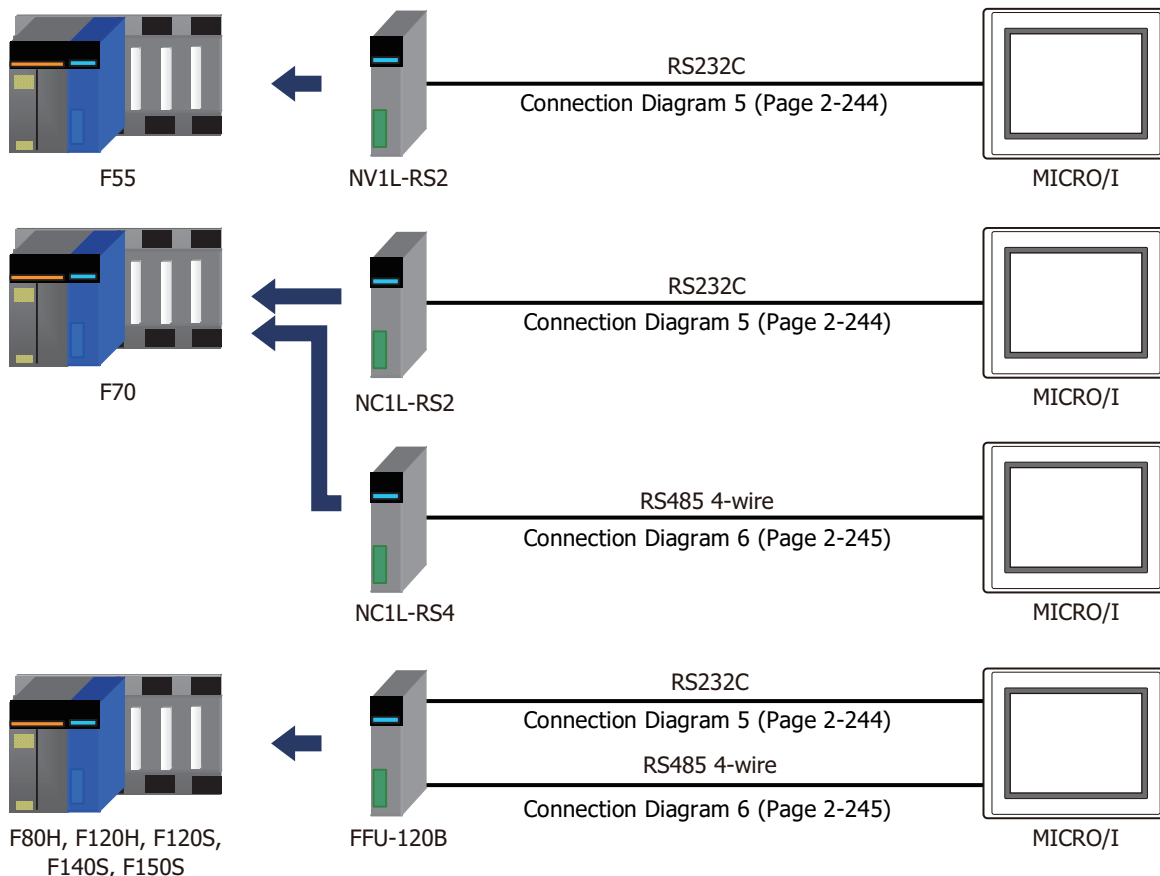 RS232C
Connection Diagram 5 (Page 2-244)
F55
NV1L-RS2
MICRO/I
RS232C
Connection Diagram 5 (Page 2-244)
F70
NC1L-RS2
MICRO/I
RS485 4-wire
Connection Diagram 6 (Page 2-245)
NC1L-RS4
MICRO/I
RS232C
Connection Diagram 5 (Page 2-244)
RS485 4-wire
Connection Diagram 6 (Page 2-245)
F80H, F120H, F120S,
F140S, F150S
FFU-120B
MICRO/I